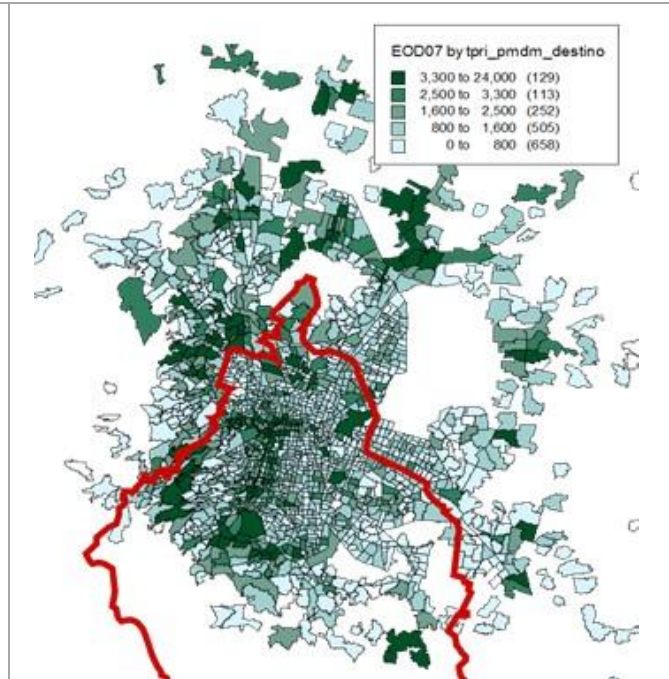 EOD07 by tpri_pmdm_destino
3,300 to 24,000 (129)
2,500 to 3,300 (113)
1,600 to 2,500 (252)
800 to 1,600 (505)
0 to 800 (658)